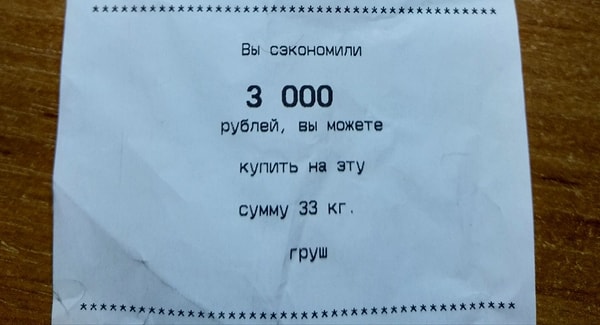 *****************************************
Вы сэкономили
3 000
рублей, вы можете
купить на эту
сумму 33 кг.
груш
*****************************************